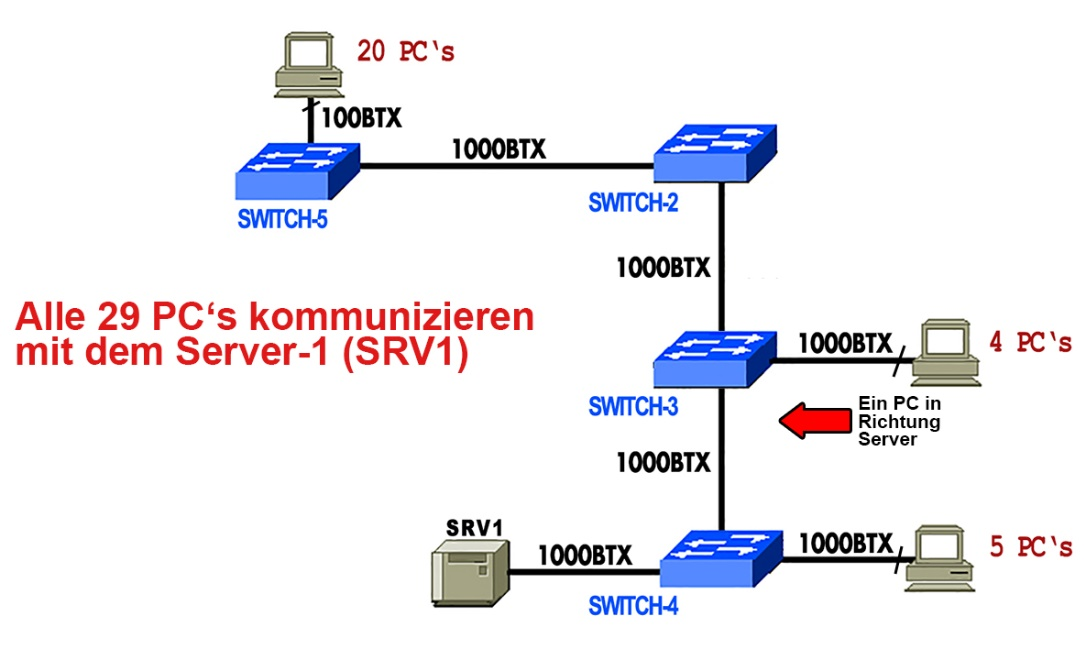 20 PC's
100BTX
1000BTX
SWITCH-5
SWITCH-2
1000BTX
Alle 29 PC‘s kommunizieren
mit dem Server-1 (SRV1)
1000BTX
4 PC's
SWITCH-3
Ein PC in
Richtung
Server
1000BTX
SRV1
1000BTX
1000BTX
5 PC's
SWITCH-4